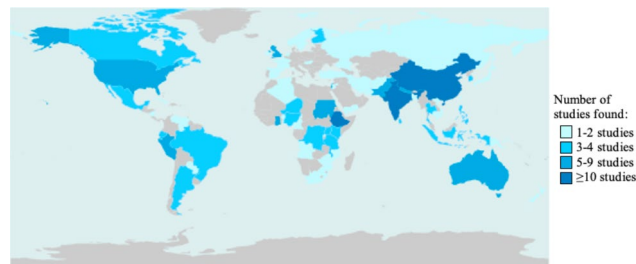 Number of
studies found:
1-2 studies
3-4 studies
5-9 studies
≥10 studies